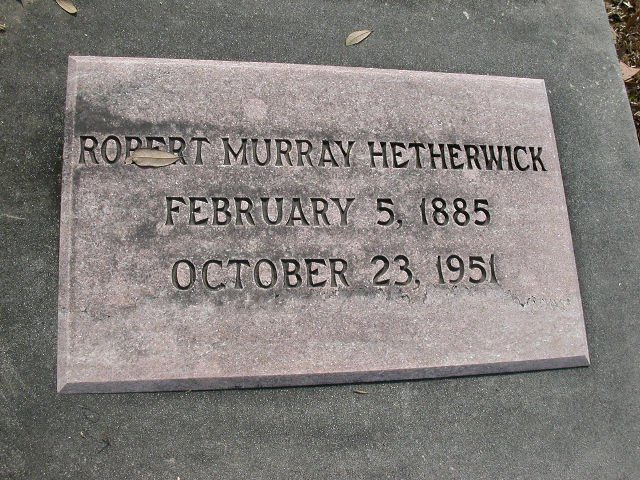 ROBERT MURRAY HETHERWICK
FEBRUARY 5, 1885
OCTOBER 23, 1951